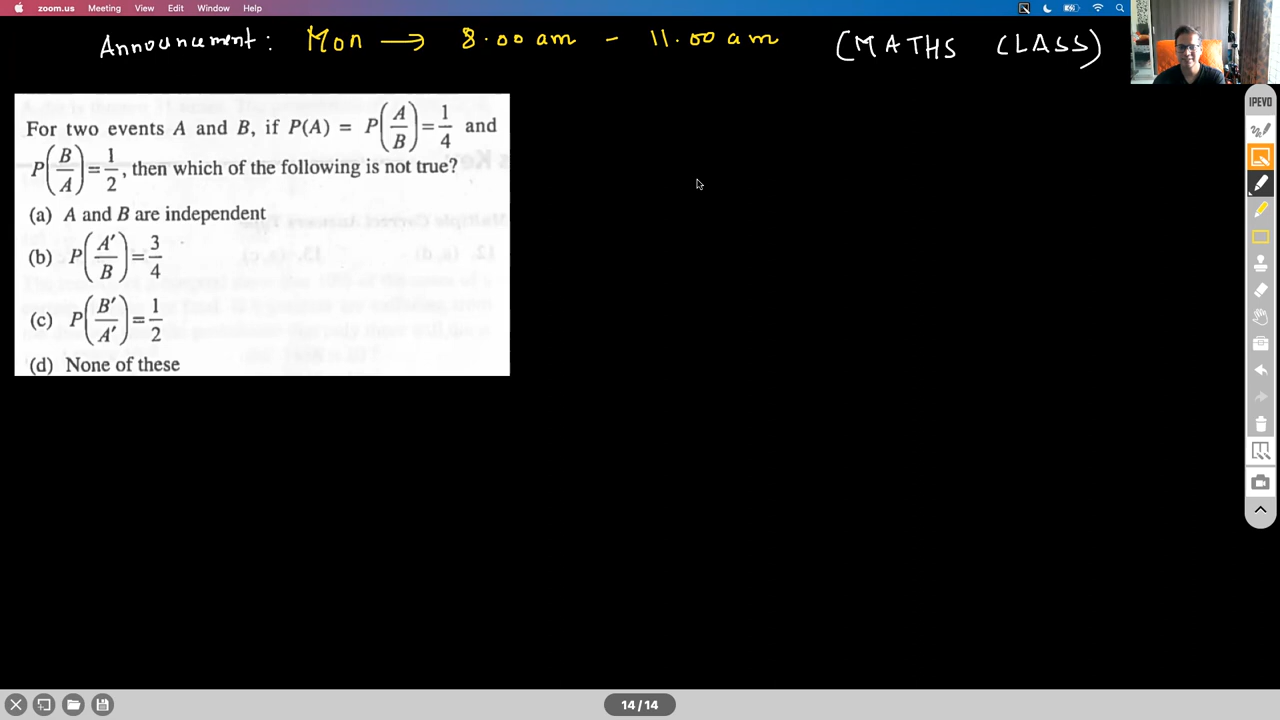 zoom.us Meeting View Edit Window Help
Announcement: Mon → 8.00 am - 11.00 am (MATHS CLASS)
IPEVO
For two events A and B, if P(A) = P(A/B) = 1/4 and
P(B/A) = 1/2, then which of the following is not true?
(a) A and B are independent
(b) P(A′/B) = 3/4
(c) P(B′/A′) = 1/2
(d) None of these
14/14